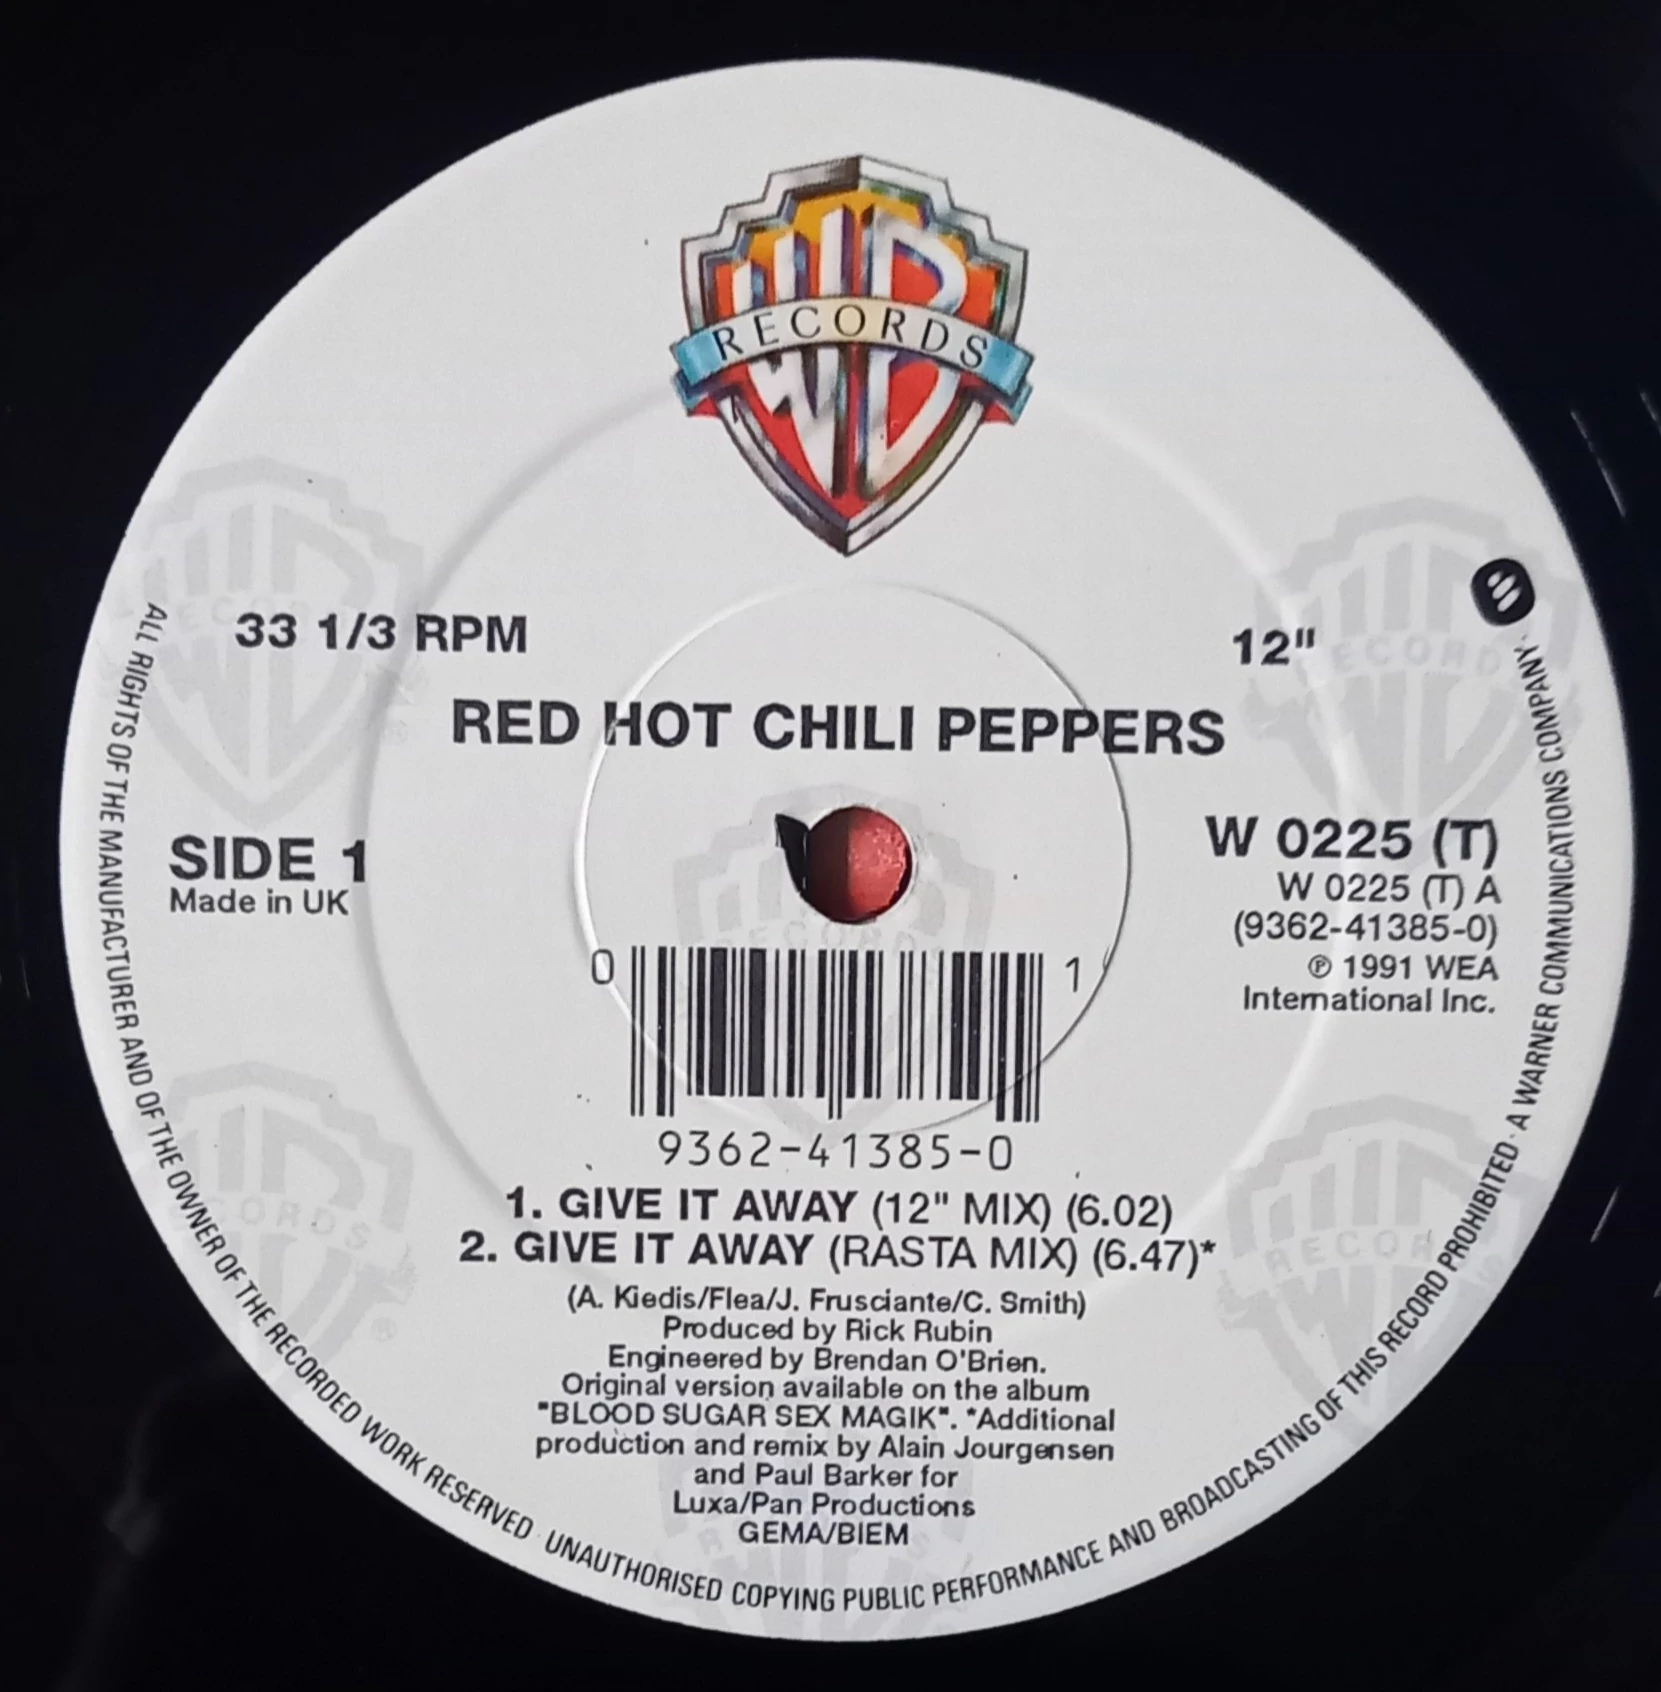 RECORDS
33 1/3 RPM
12"
RED HOT CHILI PEPPERS
SIDE 1
Made in UK
W 0225 (T)
W 0225 (T) A
(9362-41385-0)
℗ 1991 WEA
International Inc.
0
1
9362-41385-0
1. GIVE IT AWAY (12" MIX) (6.02)
2. GIVE IT AWAY (RASTA MIX) (6.47)*
(A. Kiedis/Flea/J. Frusciante/C. Smith)
Produced by Rick Rubin
Engineered by Brendan O'Brien.
Original version available on the album
"BLOOD SUGAR SEX MAGIK". *Additional
production and remix by Alain Jourgensen
and Paul Barker for
Luxa/Pan Productions
GEMA/BIEM
ALL RIGHTS OF THE MANUFACTURER AND OF THE OWNER OF THE RECORDED WORK RESERVED · UNAUTHORISED COPYING PUBLIC PERFORMANCE AND BROADCASTING OF THIS RECORD PROHIBITED · A WARNER COMMUNICATIONS COMPANY.